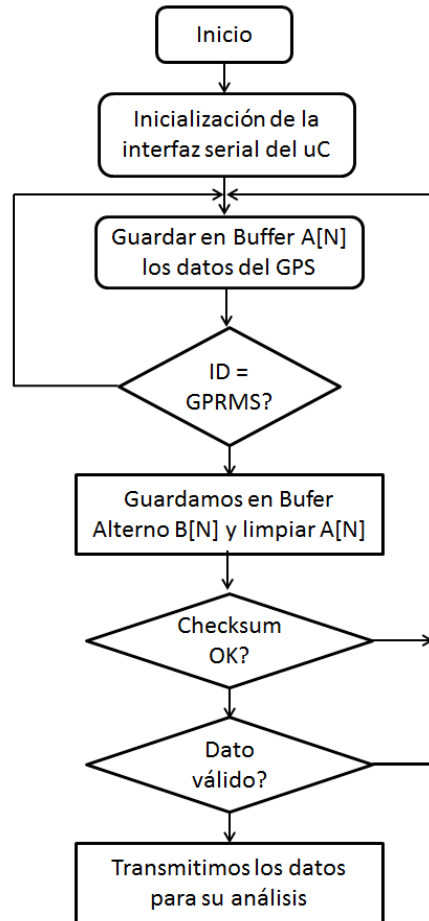 Inicio
Inicialización de la
interfaz serial del uC
Guardar en Buffer A[N]
los datos del GPS
ID =
GPRMS?
Guardamos en Bufer
Alterno B[N] y limpiar A[N]
Checksum
OK?
Dato
válido?
Transmitimos los datos
para su análisis